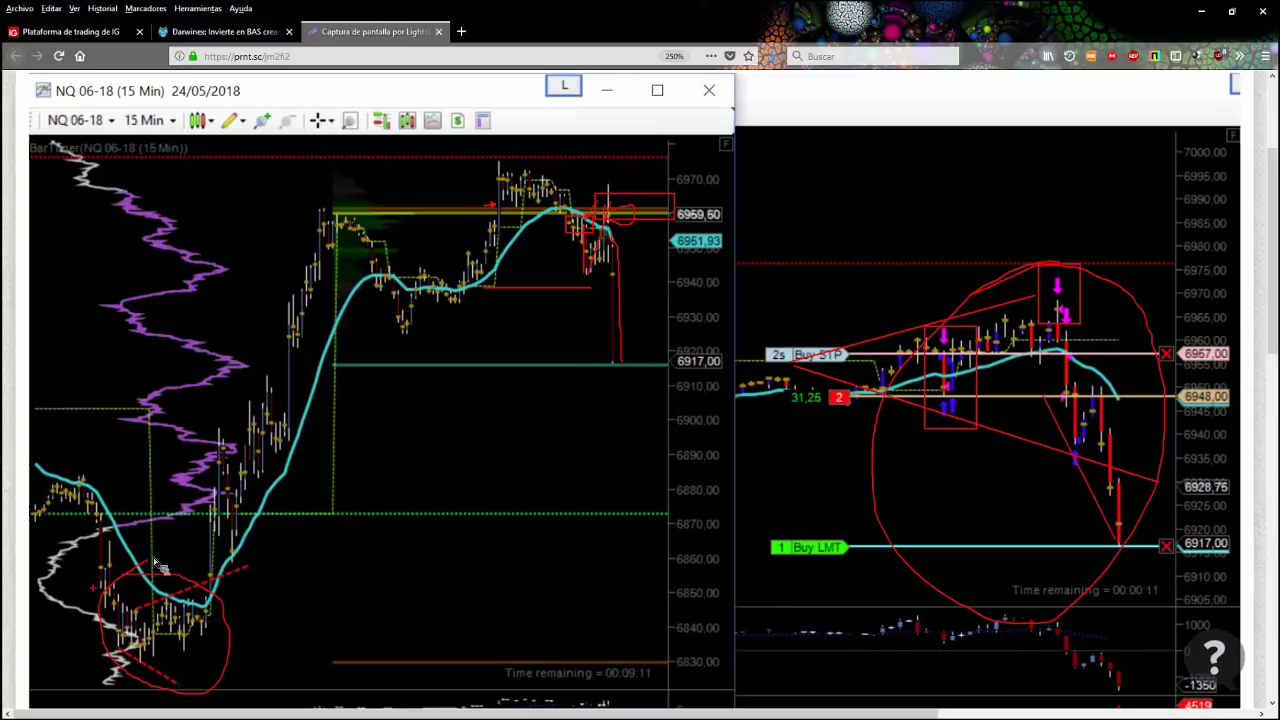 Archivo Editar Ver Historial Marcadores Herramientas Ayuda
Plataforma de trading de IG
Darwinex: Invierte en BAS crea
Captura de pantalla por Lightsh
https://prnt.sc/jm2fi2
250%
Buscar
NQ 06-18 (15 Min) 24/05/2018
L
NQ 06-18 15 Min
BarTimer(NQ 06-18 (15 Min))
F
6970,00
6959,50
6951,93
6940,00
6930,00
6917,00
6910,00
6900,00
6890,00
6880,00
6870,00
6860,00
6850,00
6840,00
6830,00
Time remaining = 00:09:11
F
7000,00
6995,00
6990,00
6985,00
6980,00
6975,00
6970,00
6965,00
6960,00
2s Buy STP
6957,00
31,25 2
6948,00
6945,00
6940,00
6935,00
6928,75
6925,00
6920,00
1 Buy LMT
6917,00
6910,00
6905,00
Time remaining = 00:00:11
1000
0
-1350
4519
?